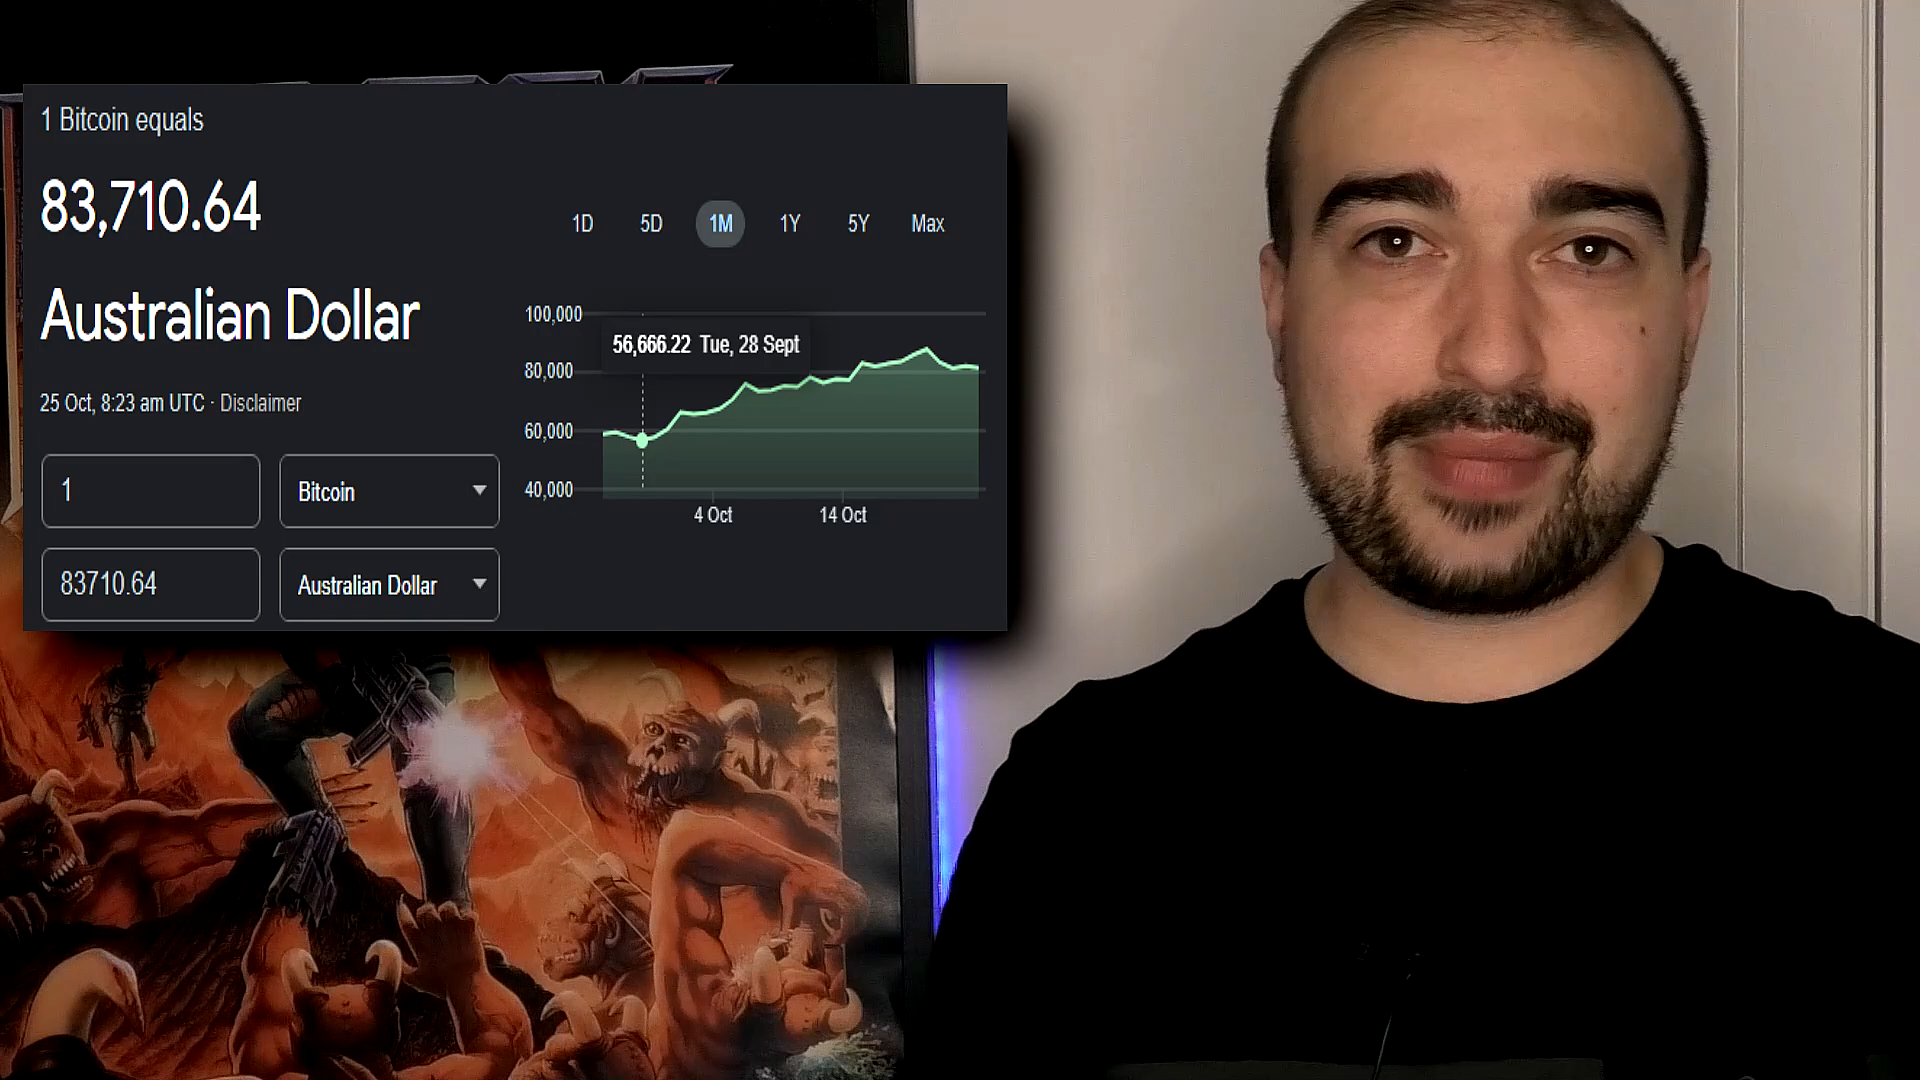 1 Bitcoin equals
83,710.64
Australian Dollar
25 Oct, 8:23 am UTC · Disclaimer
1
Bitcoin
83710.64
Australian Dollar
1D 5D 1M 1Y 5Y Max
100,000
56,666.22 Tue, 28 Sept
80,000
60,000
40,000
4 Oct 14 Oct